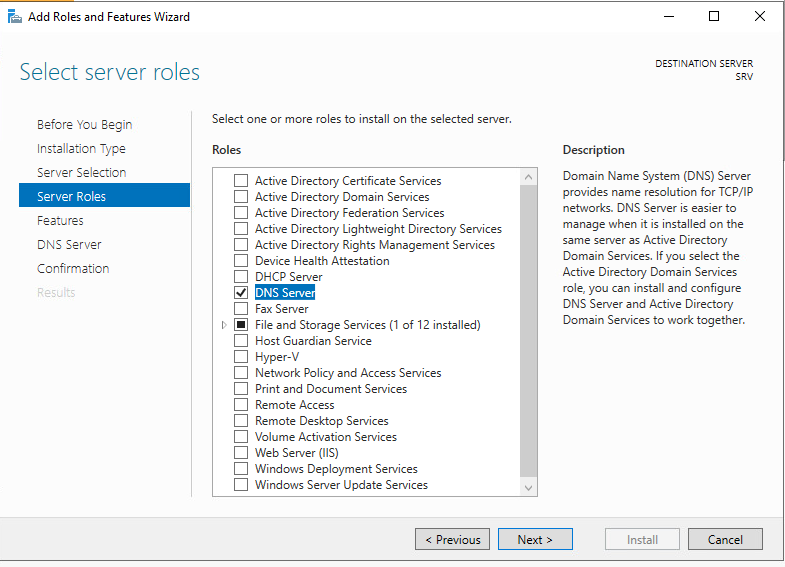 Add Roles and Features Wizard
Select server roles
DESTINATION SERVER
SRV
Before You Begin
Installation Type
Server Selection
Server Roles
Features
DNS Server
Confirmation
Results
Select one or more roles to install on the selected server.
Roles
Active Directory Certificate Services
Active Directory Domain Services
Active Directory Federation Services
Active Directory Lightweight Directory Services
Active Directory Rights Management Services
Device Health Attestation
DHCP Server
DNS Server
Fax Server
File and Storage Services (1 of 12 installed)
Host Guardian Service
Hyper-V
Network Policy and Access Services
Print and Document Services
Remote Access
Remote Desktop Services
Volume Activation Services
Web Server (IIS)
Windows Deployment Services
Windows Server Update Services
Description
Domain Name System (DNS) Server
provides name resolution for TCP/IP
networks. DNS Server is easier to
manage when it is installed on the
same server as Active Directory
Domain Services. If you select the
Active Directory Domain Services
role, you can install and configure
DNS Server and Active Directory
Domain Services to work together.
< Previous
Next >
Install
Cancel